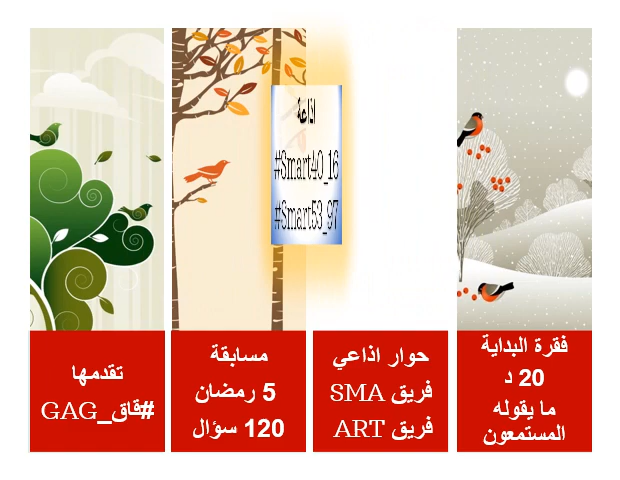 اذاعة
#Smart40_16
#Smart53_97
فقرة البداية
20 د
ما يقوله
المستمعون
حوار اذاعي
فريق SMA
فريق ART
مسابقة
5 رمضان
120 سؤال
تقدمها
#قاق_GAG